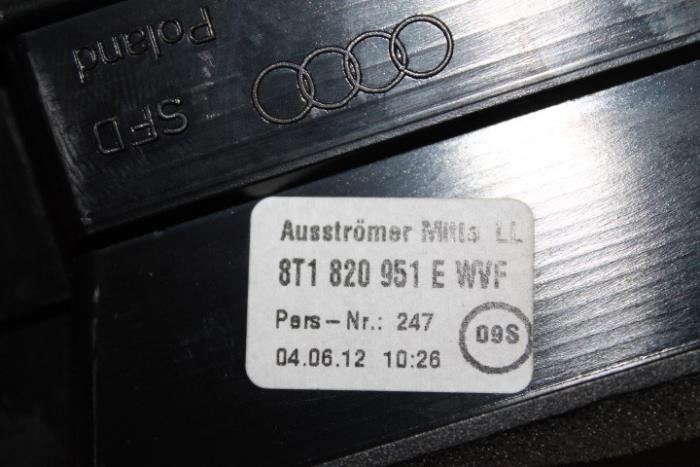 Poland
SFD
Ausströmer Mitte LL
8T1 820 951 E WVF
Pers-Nr.: 247
09S
04.06.12 10:26